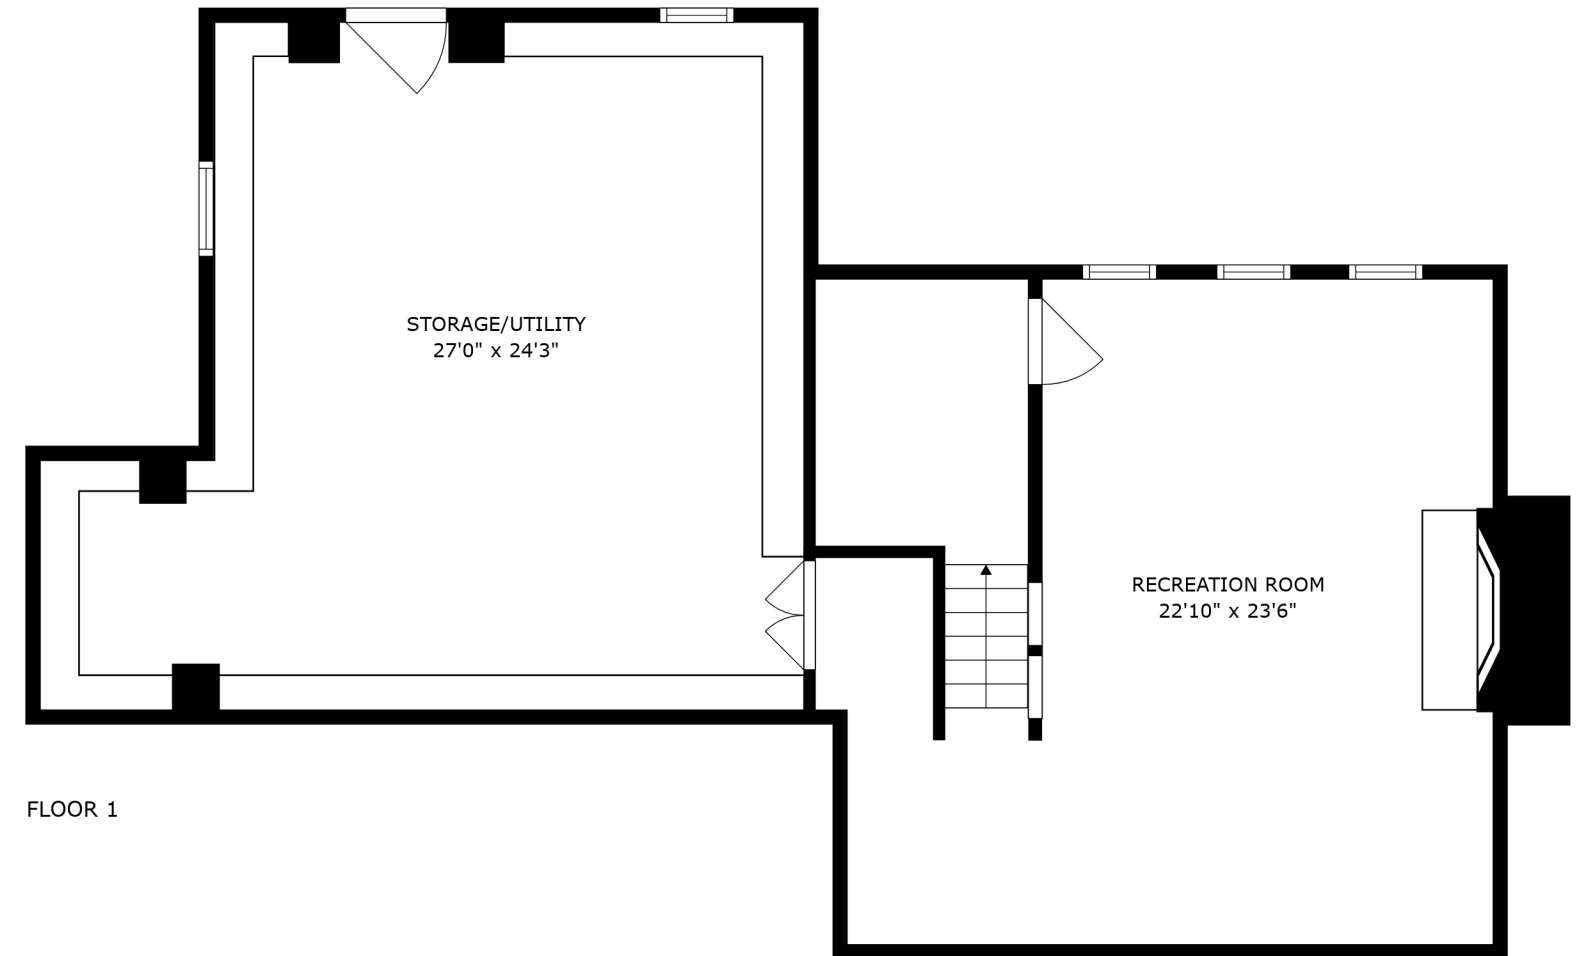 STORAGE/UTILITY
27'0" x 24'3"
RECREATION ROOM
22'10" x 23'6"
FLOOR 1